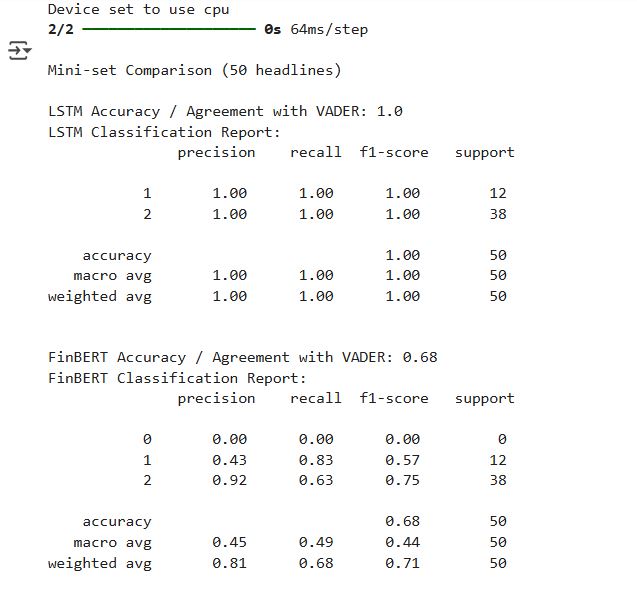 Device set to use cpu
2/2 ━━━━━━━━━━━━━━━━━━━━ 0s 64ms/step
Mini-set Comparison (50 headlines)
LSTM Accuracy / Agreement with VADER: 1.0
LSTM Classification Report:
precision recall f1-score support
1 1.00 1.00 1.00 12
2 1.00 1.00 1.00 38
accuracy 1.00 50
macro avg 1.00 1.00 1.00 50
weighted avg 1.00 1.00 1.00 50
FinBERT Accuracy / Agreement with VADER: 0.68
FinBERT Classification Report:
precision recall f1-score support
0 0.00 0.00 0.00 0
1 0.43 0.83 0.57 12
2 0.92 0.63 0.75 38
accuracy 0.68 50
macro avg 0.45 0.49 0.44 50
weighted avg 0.81 0.68 0.71 50